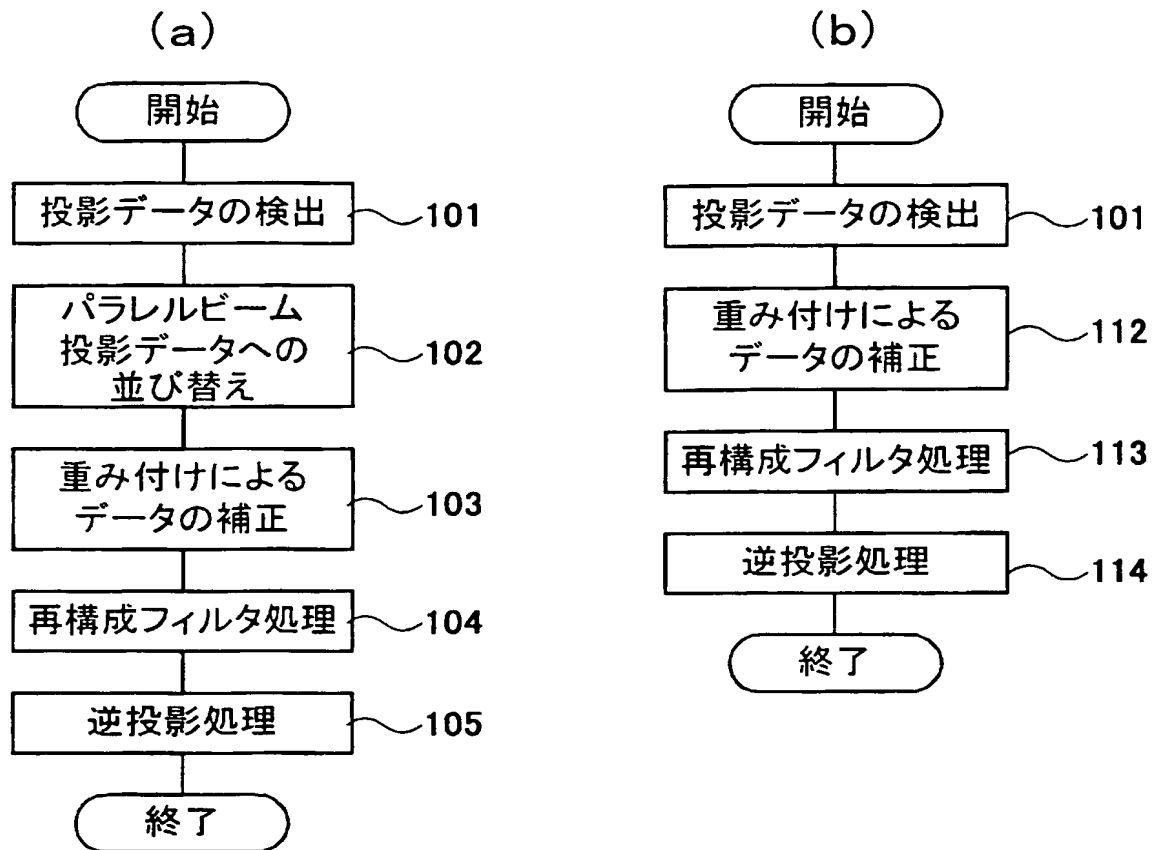 (a)
開始
投影データの検出
101
パラレルビーム
投影データへの
並び替え
102
重み付けによる
データの補正
103
再構成フィルタ処理
104
逆投影処理
105
終了
(b)
開始
投影データの検出
101
重み付けによる
データの補正
112
再構成フィルタ処理
113
逆投影処理
114
終了